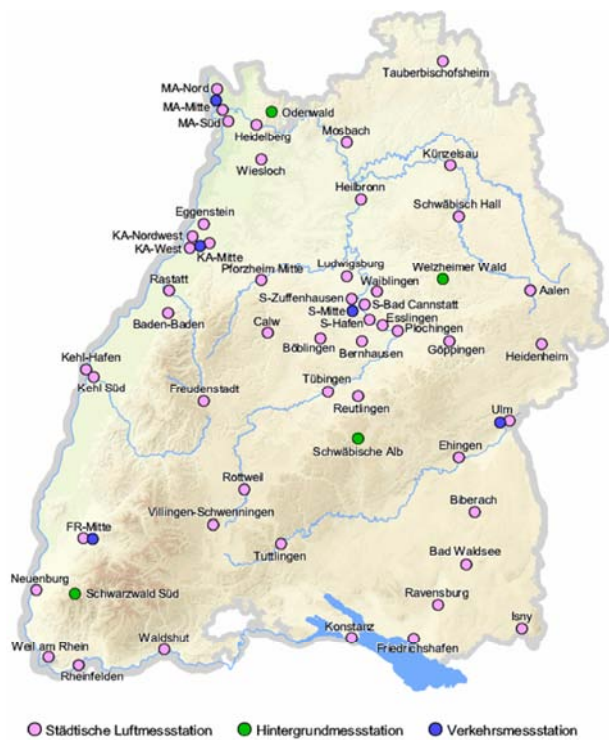 Tauberbischofsheim
MA-Nord
MA-Mitte
Odenwald
MA-Süd
Heidelberg
Mosbach
Wiesloch
Künzelsau
Heilbronn
Eggenstein
Schwäbisch Hall
KA-Nordwest
KA-West
KA-Mitte
Rastatt
Pforzheim Mitte
Ludwigsburg
Welzheimer Wald
Waiblingen
Aalen
S-Zuffenhausen
S-Bad Cannstatt
S-Mitte
Baden-Baden
Calw
S-Hafen
Esslingen
Plochingen
Böblingen
Bernhausen
Göppingen
Heidenheim
Kehl-Hafen
Kehl Süd
Freudenstadt
Tübingen
Reutlingen
Ulm
Schwäbische Alb
Ehingen
Rottweil
Villingen-Schwenningen
Biberach
FR-Mitte
Tuttlingen
Bad Waldsee
Neuenburg
Schwarzwald Süd
Ravensburg
Isny
Konstanz
Waldshut
Friedrichshafen
Weil am Rhein
Rheinfelden
Städtische Luftmessstation
Hintergrundmessstation
Verkehrsmessstation